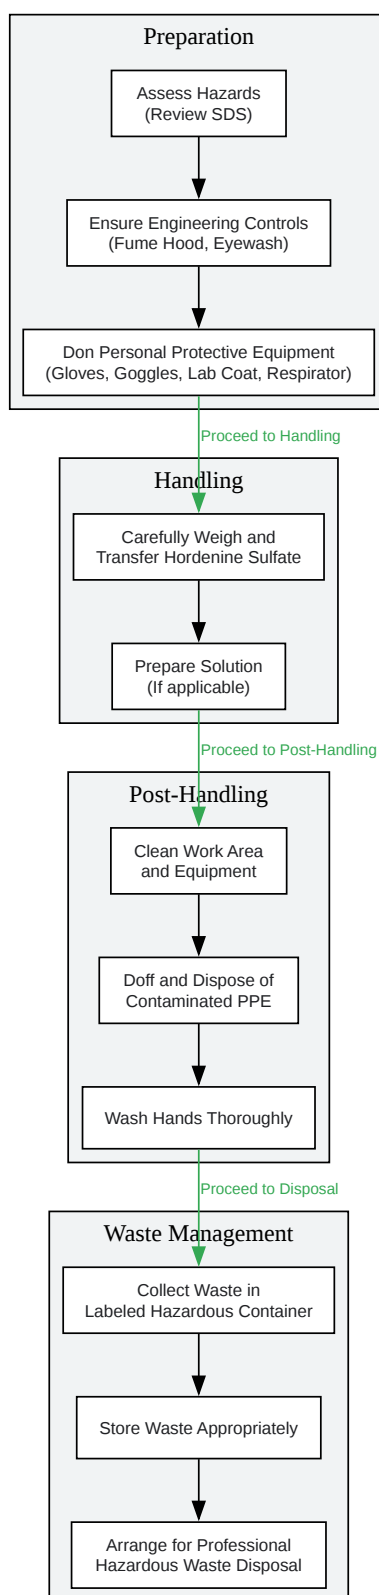 Preparation
Assess Hazards
(Review SDS)
Ensure Engineering Controls
(Fume Hood, Eyewash)
Don Personal Protective Equipment
(Gloves, Goggles, Lab Coat, Respirator)
Proceed to Handling
Handling
Carefully Weigh and
Transfer Hordenine Sulfate
Prepare Solution
(If applicable)
Proceed to Post-Handling
Post-Handling
Clean Work Area
and Equipment
Doff and Dispose of
Contaminated PPE
Wash Hands Thoroughly
Proceed to Disposal
Waste Management
Collect Waste in
Labeled Hazardous Container
Store Waste Appropriately
Arrange for Professional
Hazardous Waste Disposal